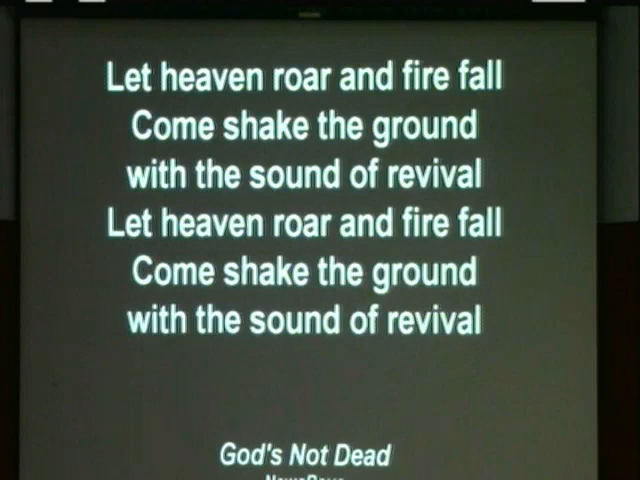 Let heaven roar and fire fall
Come shake the ground
with the sound of revival
Let heaven roar and fire fall
Come shake the ground
with the sound of revival
God's Not Dead